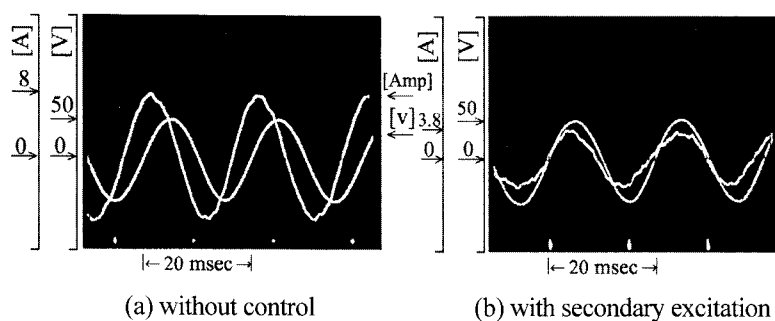 [A]
[V]
8
50
0
0
[Amp]
[v]
|← 20 msec →|
(a) without control
[A]
[V]
3.8
50
0
0
|← 20 msec →|
(b) with secondary excitation